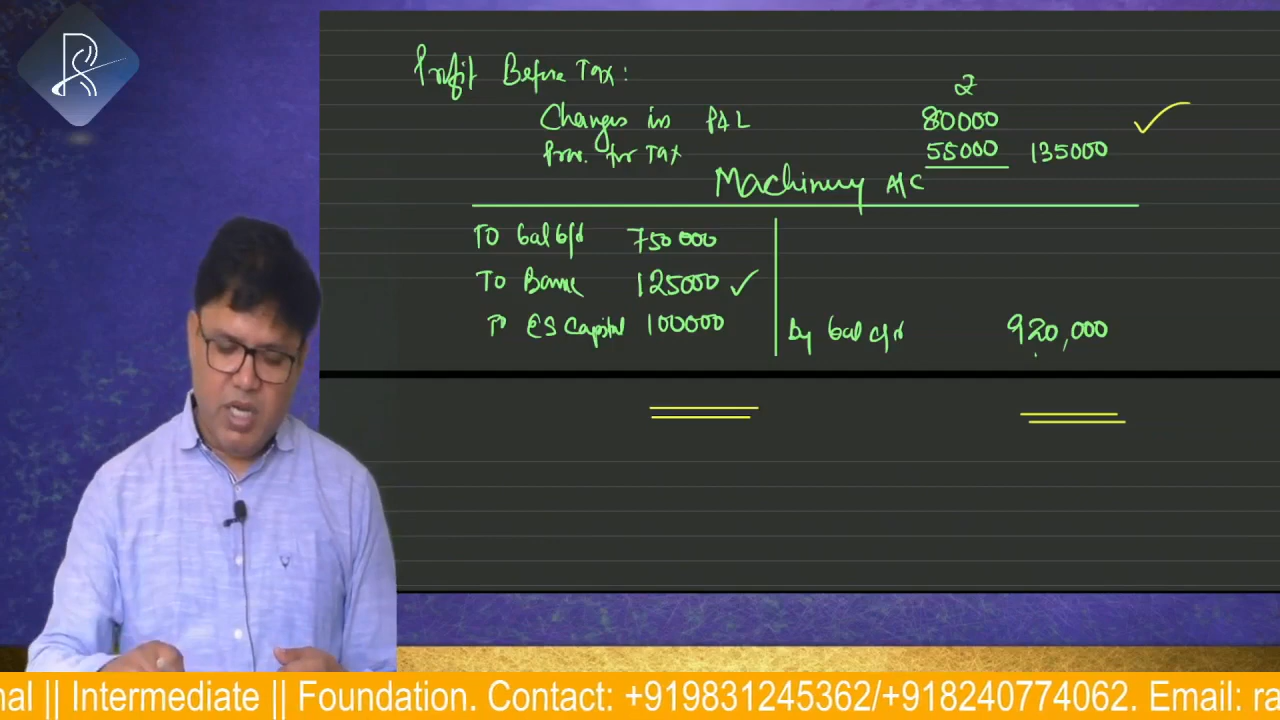 Profit Before Tax:
₹
Changes in P&L 80000
Prov. for Tax 55000 135000
Machinery A/C
To bal b/d 750000
To Bank 125000
To ES Capital 100000 By bal c/d 920,000
nal || Intermediate || Foundation. Contact: +919831245362/+918240774062. Email: ra